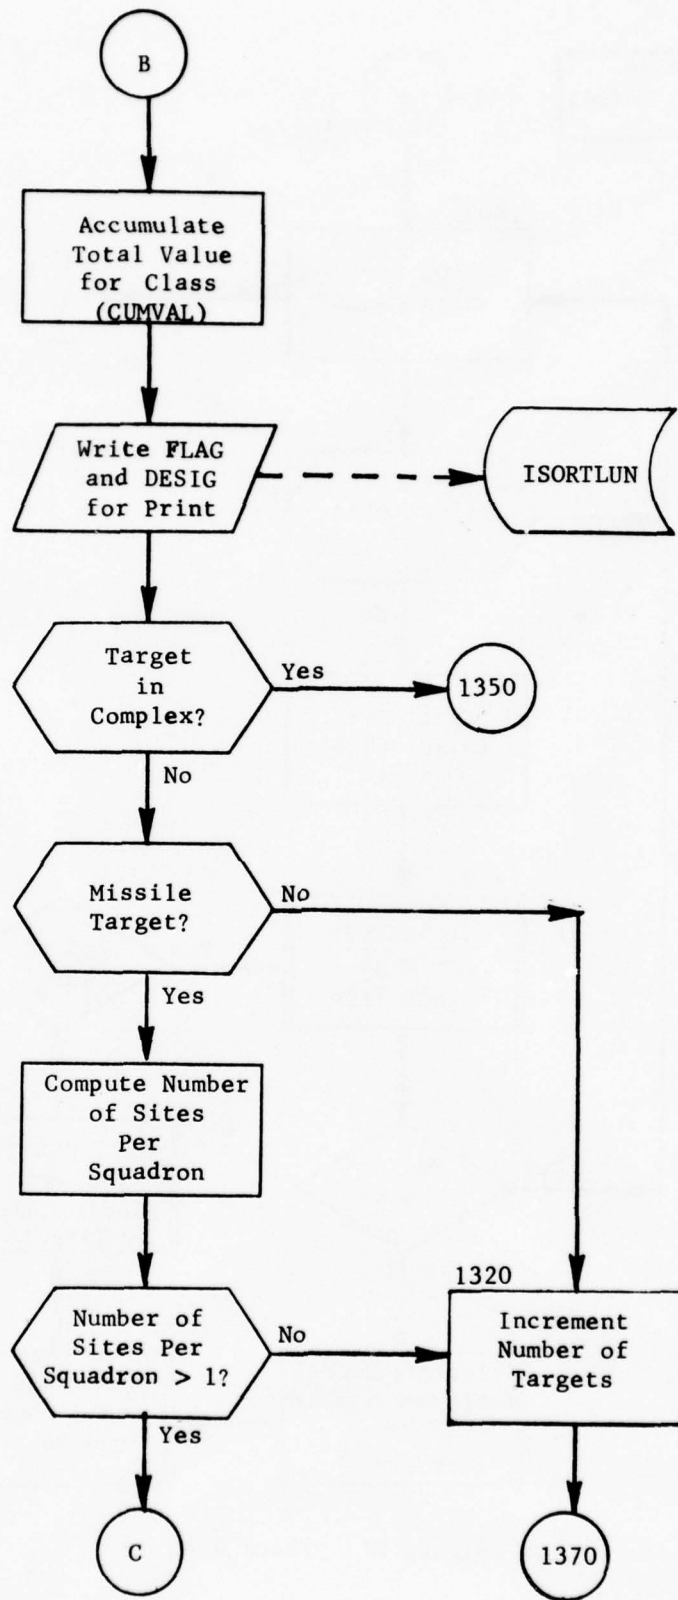 B
Accumulate
Total Value
for Class
(CUMVAL)
Write FLAG
and DESIG
for Print
ISORTLUN
Target
in
Complex?
Yes
1350
No
Missile
Target?
No
Yes
Compute Number
of Sites
Per
Squadron
Number of
Sites Per
Squadron > 1?
No
1320
Increment
Number of
Targets
Yes
C
1370